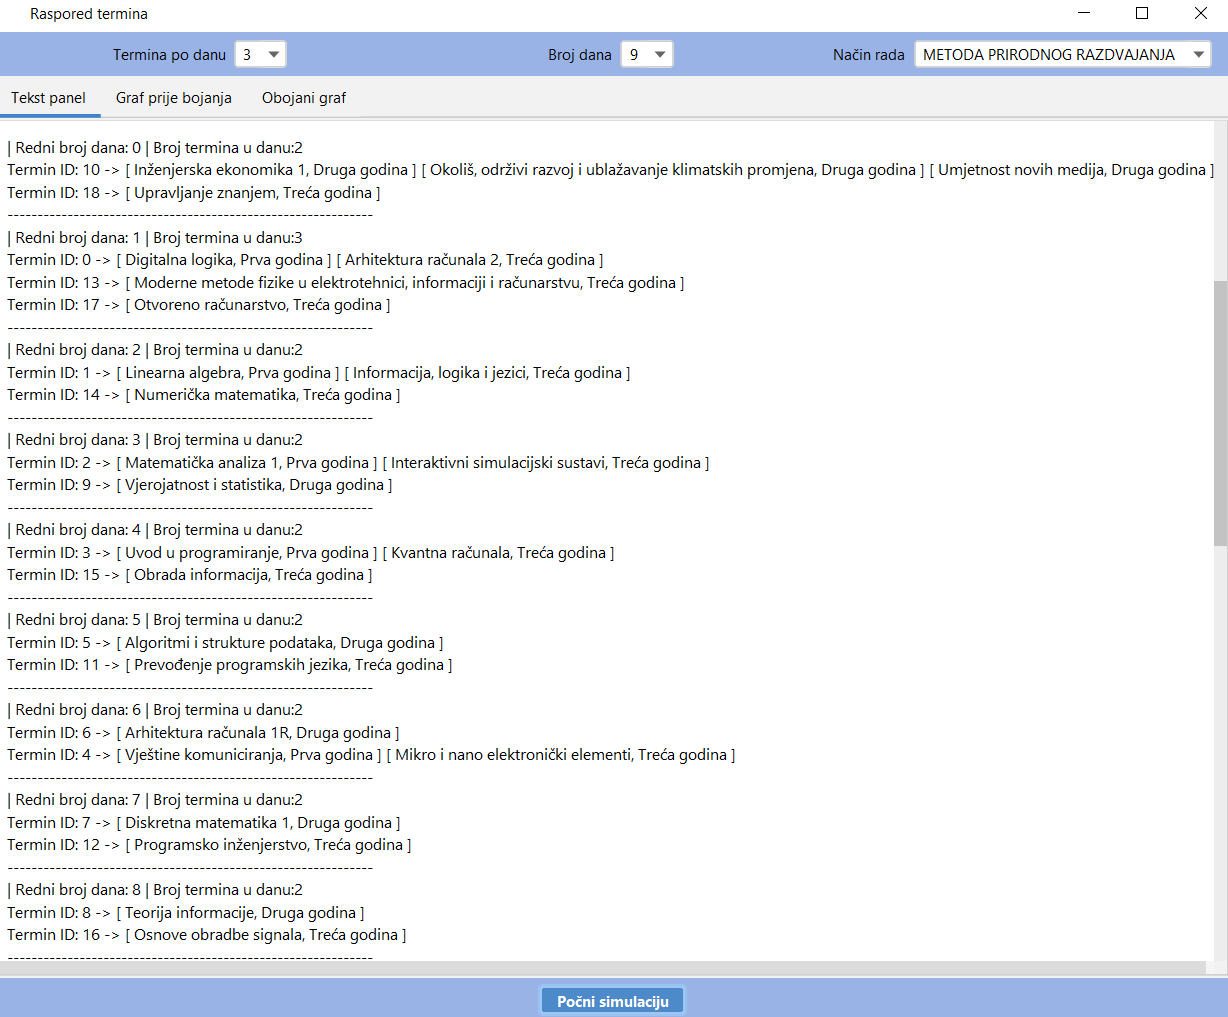 Raspored termina
Termina po danu 3 Broj dana 9 Način rada METODA PRIRODNOG RAZDVAJANJA
Tekst panel Graf prije bojanja Obojani graf
| Redni broj dana: 0 | Broj termina u danu:2
Termin ID: 10 -> [ Inženjerska ekonomika 1, Druga godina ] [ Okoliš, održivi razvoj i ublažavanje klimatskih promjena, Druga godina ] [ Umjetnost novih medija, Druga godina ]
Termin ID: 18 -> [ Upravljanje znanjem, Treća godina ]
-------------------------------------------------------------
| Redni broj dana: 1 | Broj termina u danu:3
Termin ID: 0 -> [ Digitalna logika, Prva godina ] [ Arhitektura računala 2, Treća godina ]
Termin ID: 13 -> [ Moderne metode fizike u elektrotehnici, informaciji i računarstvu, Treća godina ]
Termin ID: 17 -> [ Otvoreno računarstvo, Treća godina ]
-------------------------------------------------------------
| Redni broj dana: 2 | Broj termina u danu:2
Termin ID: 1 -> [ Linearna algebra, Prva godina ] [ Informacija, logika i jezici, Treća godina ]
Termin ID: 14 -> [ Numerička matematika, Treća godina ]
-------------------------------------------------------------
| Redni broj dana: 3 | Broj termina u danu:2
Termin ID: 2 -> [ Matematička analiza 1, Prva godina ] [ Interaktivni simulacijski sustavi, Treća godina ]
Termin ID: 9 -> [ Vjerojatnost i statistika, Druga godina ]
-------------------------------------------------------------
| Redni broj dana: 4 | Broj termina u danu:2
Termin ID: 3 -> [ Uvod u programiranje, Prva godina ] [ Kvantna računala, Treća godina ]
Termin ID: 15 -> [ Obrada informacija, Treća godina ]
-------------------------------------------------------------
| Redni broj dana: 5 | Broj termina u danu:2
Termin ID: 5 -> [ Algoritmi i strukture podataka, Druga godina ]
Termin ID: 11 -> [ Prevođenje programskih jezika, Treća godina ]
-------------------------------------------------------------
| Redni broj dana: 6 | Broj termina u danu:2
Termin ID: 6 -> [ Arhitektura računala 1R, Druga godina ]
Termin ID: 4 -> [ Vještine komuniciranja, Prva godina ] [ Mikro i nano elektronički elementi, Treća godina ]
-------------------------------------------------------------
| Redni broj dana: 7 | Broj termina u danu:2
Termin ID: 7 -> [ Diskretna matematika 1, Druga godina ]
Termin ID: 12 -> [ Programsko inženjerstvo, Treća godina ]
-------------------------------------------------------------
| Redni broj dana: 8 | Broj termina u danu:2
Termin ID: 8 -> [ Teorija informacije, Druga godina ]
Termin ID: 16 -> [ Osnove obradbe signala, Treća godina ]
-------------------------------------------------------------
Počni simulaciju